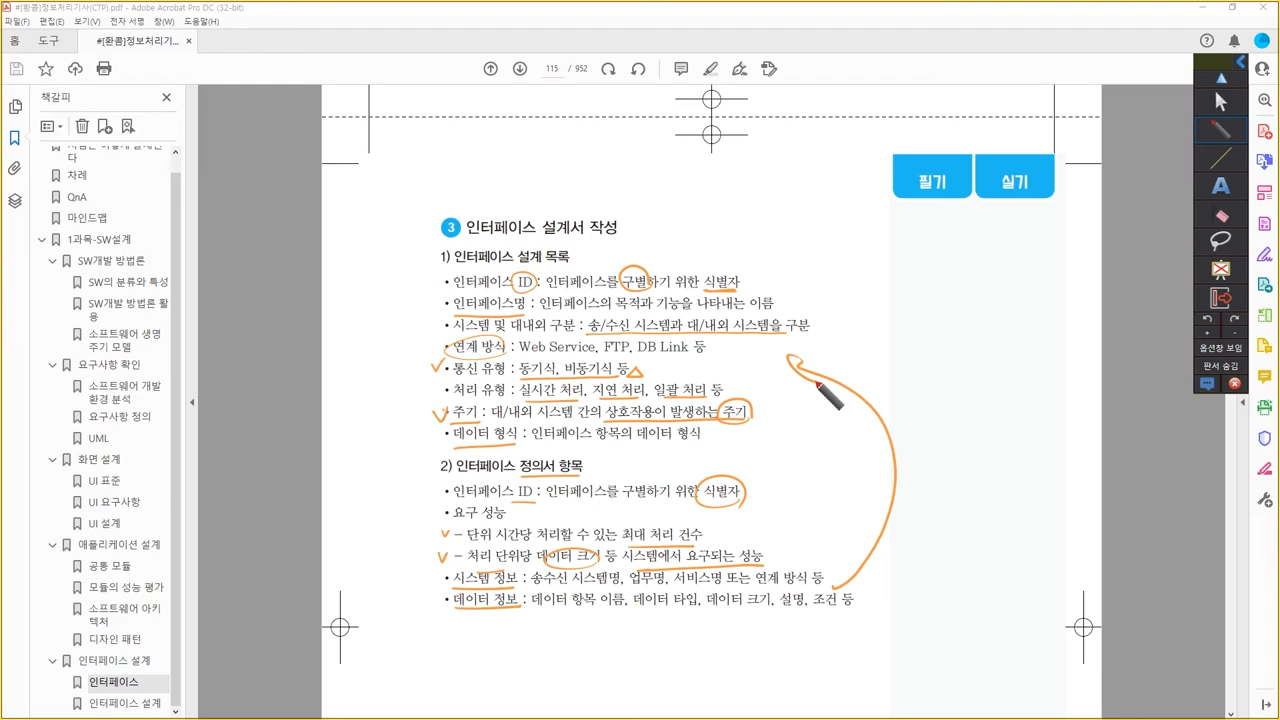 #[환콤]정보처리기사(CTP).pdf - Adobe Acrobat Pro DC (32-bit)
파일(F) 편집(E) 보기(V) 전자 서명 창(W) 도움말(H)
홈 도구 #[환콤]정보처리기... ×
115 / 952
책갈피
다
차례
QnA
마인드맵
1과목-SW설계
SW개발 방법론
SW의 분류와 특성
SW개발 방법론 활
용
소프트웨어 생명
주기 모델
요구사항 확인
소프트웨어 개발
환경 분석
요구사항 정의
UML
화면 설계
UI 표준
UI 요구사항
UI 설계
애플리케이션 설계
공통 모듈
모듈의 성능 평가
소프트웨어 아키
텍처
디자인 패턴
인터페이스 설계
인터페이스
인터페이스 설계
필기 실기
3 인터페이스 설계서 작성
1) 인터페이스 설계 목록
• 인터페이스 ID : 인터페이스를 구별하기 위한 식별자
• 인터페이스명 : 인터페이스의 목적과 기능을 나타내는 이름
• 시스템 및 대내외 구분 : 송/수신 시스템과 대/내외 시스템을 구분
• 연계 방식 : Web Service, FTP, DB Link 등
• 통신 유형 : 동기식, 비동기식 등
• 처리 유형 : 실시간 처리, 지연 처리, 일괄 처리 등
• 주기 : 대/내외 시스템 간의 상호작용이 발생하는 주기
• 데이터 형식 : 인터페이스 항목의 데이터 형식
2) 인터페이스 정의서 항목
• 인터페이스 ID : 인터페이스를 구별하기 위한 식별자
• 요구 성능
– 단위 시간당 처리할 수 있는 최대 처리 건수
– 처리 단위당 데이터 크기 등 시스템에서 요구되는 성능
• 시스템 정보 : 송수신 시스템명, 업무명, 서비스명 또는 연계 방식 등
• 데이터 정보 : 데이터 항목 이름, 데이터 타입, 데이터 크기, 설명, 조건 등
A
옵션창 보임
판서 숨김